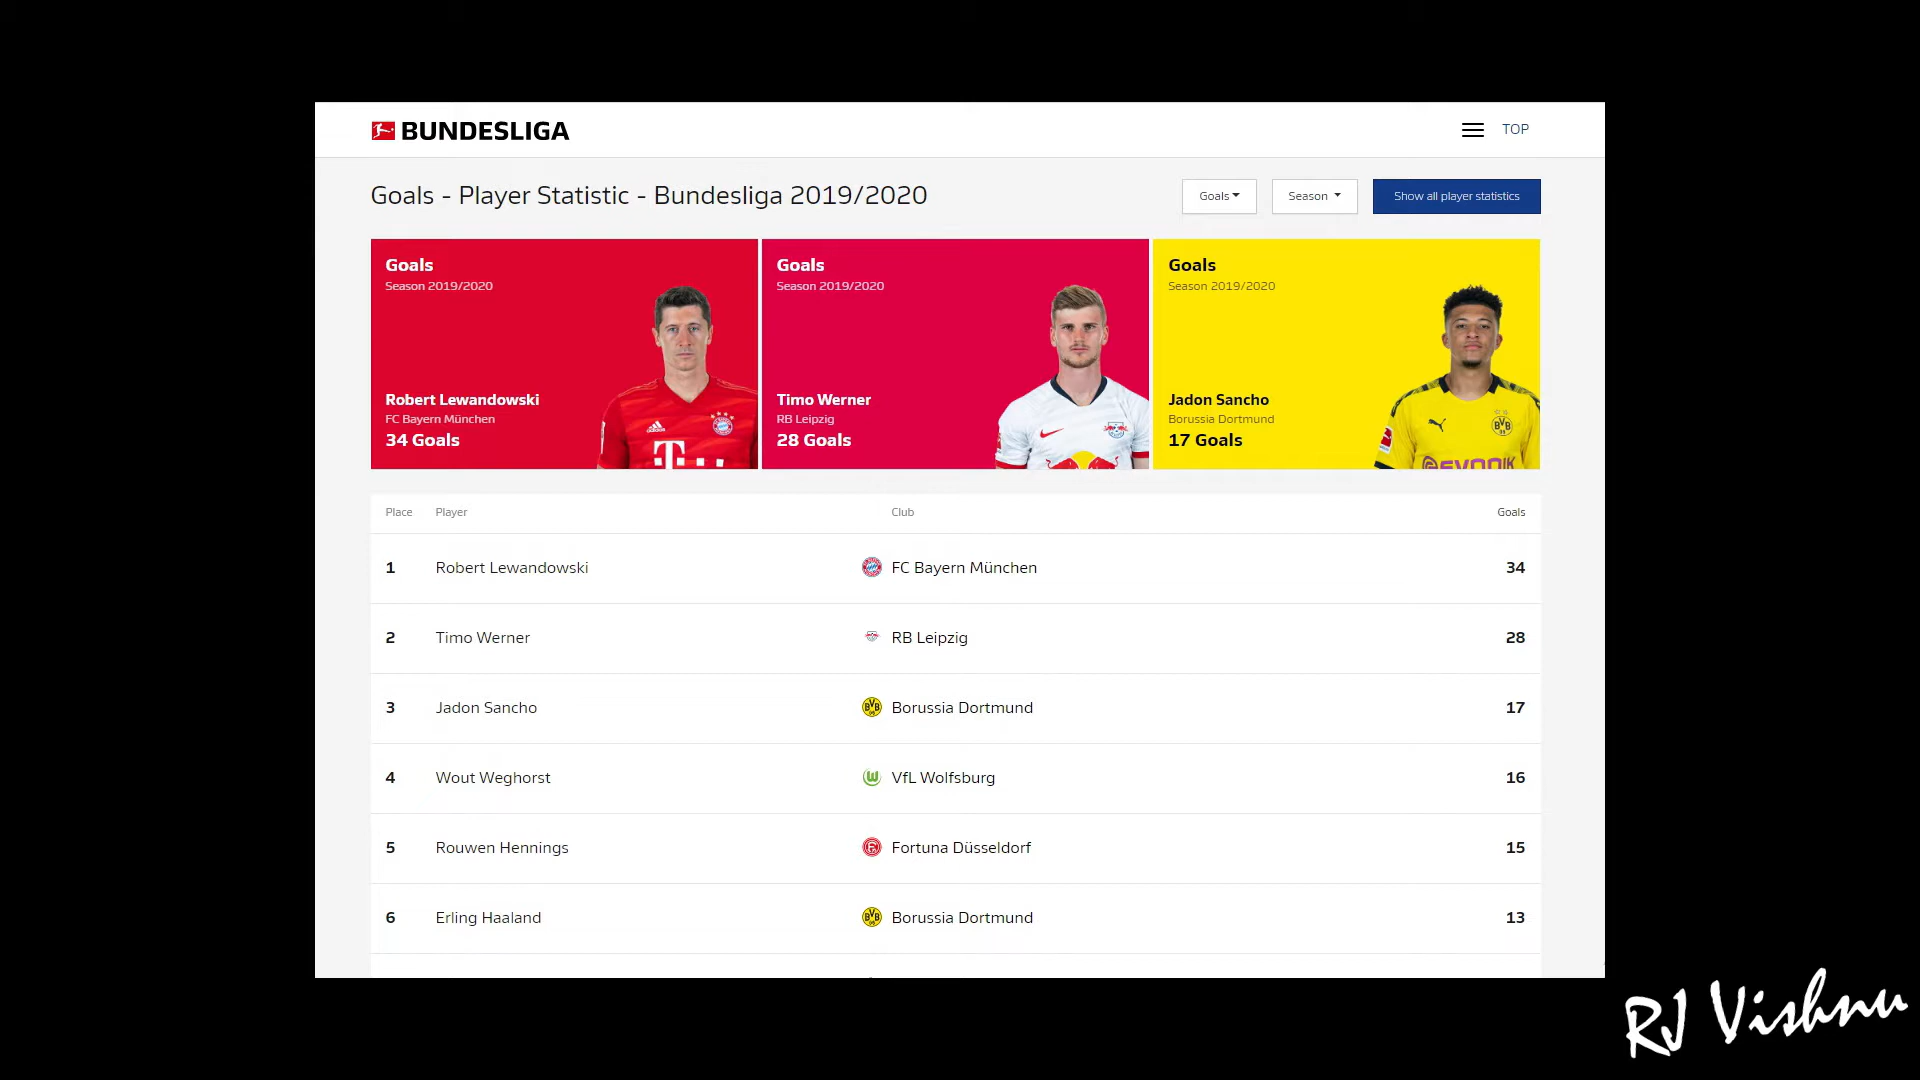 BUNDESLIGA
TOP
Goals - Player Statistic - Bundesliga 2019/2020
Goals
Season
Show all player statistics
Goals
Season 2019/2020
Robert Lewandowski
FC Bayern München
34 Goals
Goals
Season 2019/2020
Timo Werner
RB Leipzig
28 Goals
Goals
Season 2019/2020
Jadon Sancho
Borussia Dortmund
17 Goals
Place Player Club Goals
1 Robert Lewandowski FC Bayern München 34
2 Timo Werner RB Leipzig 28
3 Jadon Sancho BVB 09 Borussia Dortmund 17
4 Wout Weghorst W VfL Wolfsburg 16
5 Rouwen Hennings Fortuna Düsseldorf 15
6 Erling Haaland BVB 09 Borussia Dortmund 13
RJ Vishnu